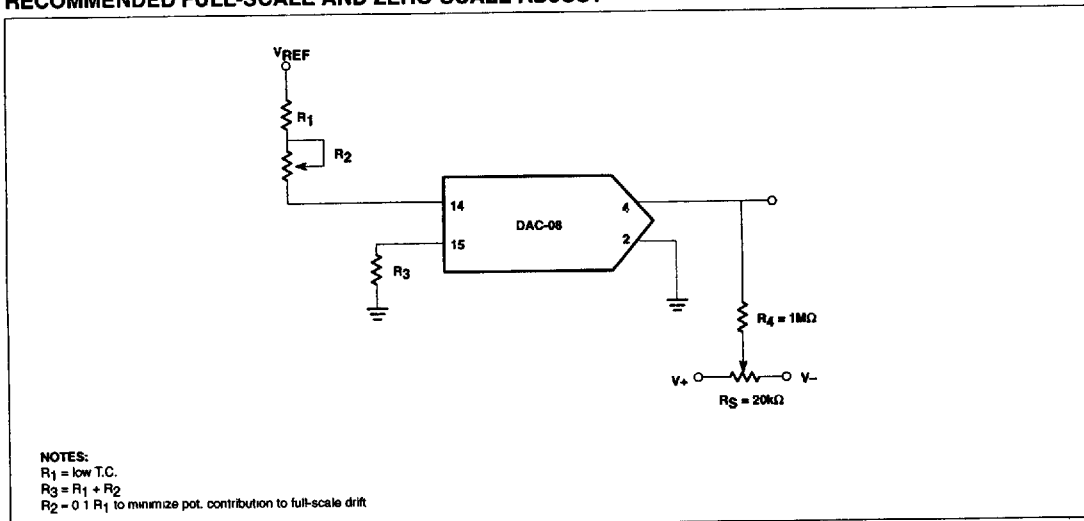 RECOMMENDED FULL-SCALE AND ZERO-SCALE ADJUST
VREF
R1
R2
14
4
DAC-08
15
2
R3
R4 = 1MΩ
V+
V–
RS = 20kΩ
NOTES:
R1 = low T.C.
R3 = R1 + R2
R2 = 0 1 R1 to minimize pot. contribution to full-scale drift